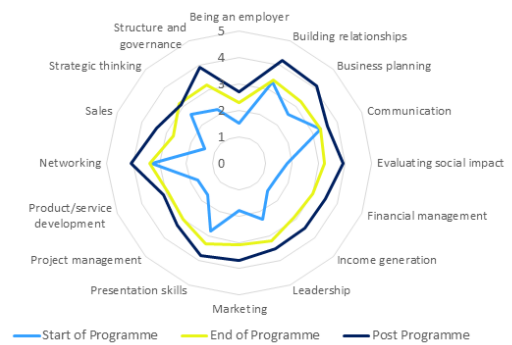 Being an employer
Building relationships
Business planning
Communication
Evaluating social impact
Financial management
Income generation
Leadership
Marketing
Presentation skills
Project management
Product/service
development
Networking
Sales
Strategic thinking
Structure and
governance
5
4
3
2
1
0
Start of Programme
End of Programme
Post Programme